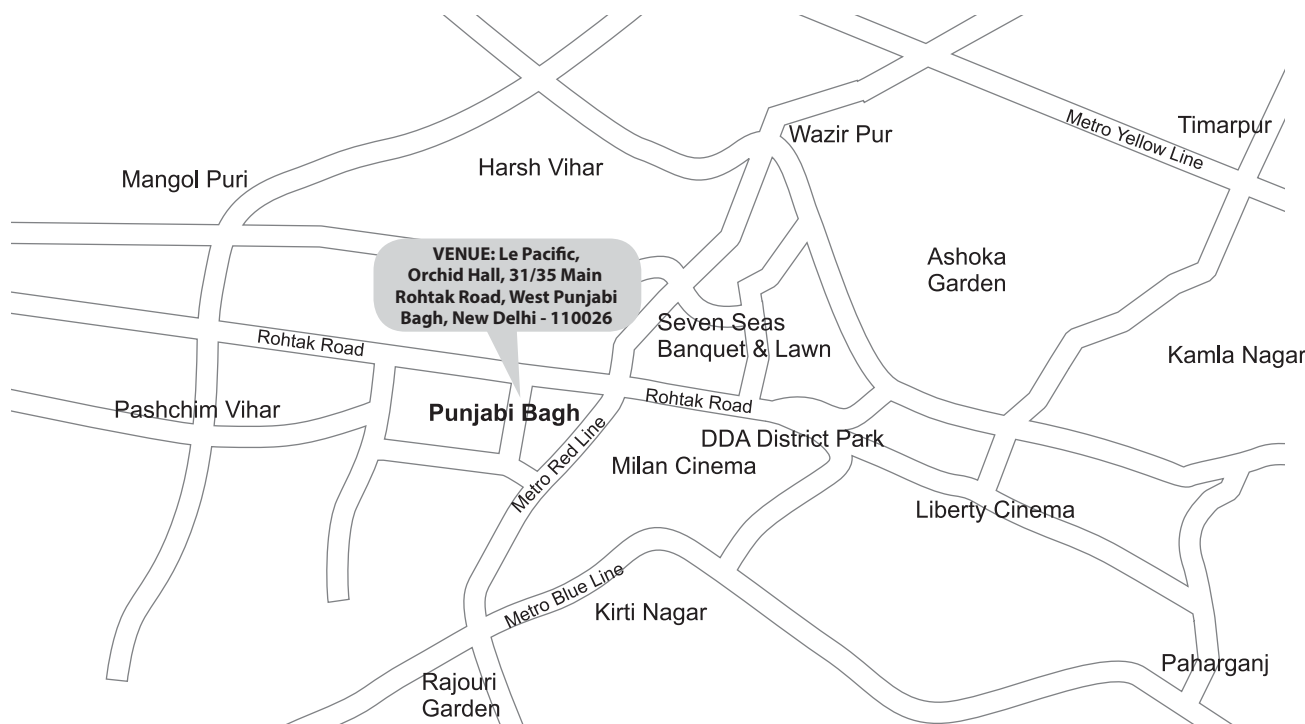 Metro Yellow Line
Timarpur
Wazir Pur
Harsh Vihar
Mangol Puri
VENUE: Le Pacific,
Orchid Hall, 31/35 Main
Rohtak Road, West Punjabi
Bagh, New Delhi - 110026
Ashoka
Garden
Seven Seas
Banquet & Lawn
Rohtak Road
Kamla Nagar
Pashchim Vihar
Punjabi Bagh
Rohtak Road
DDA District Park
Metro Red Line
Milan Cinema
Liberty Cinema
Metro Blue Line
Kirti Nagar
Paharganj
Rajouri
Garden